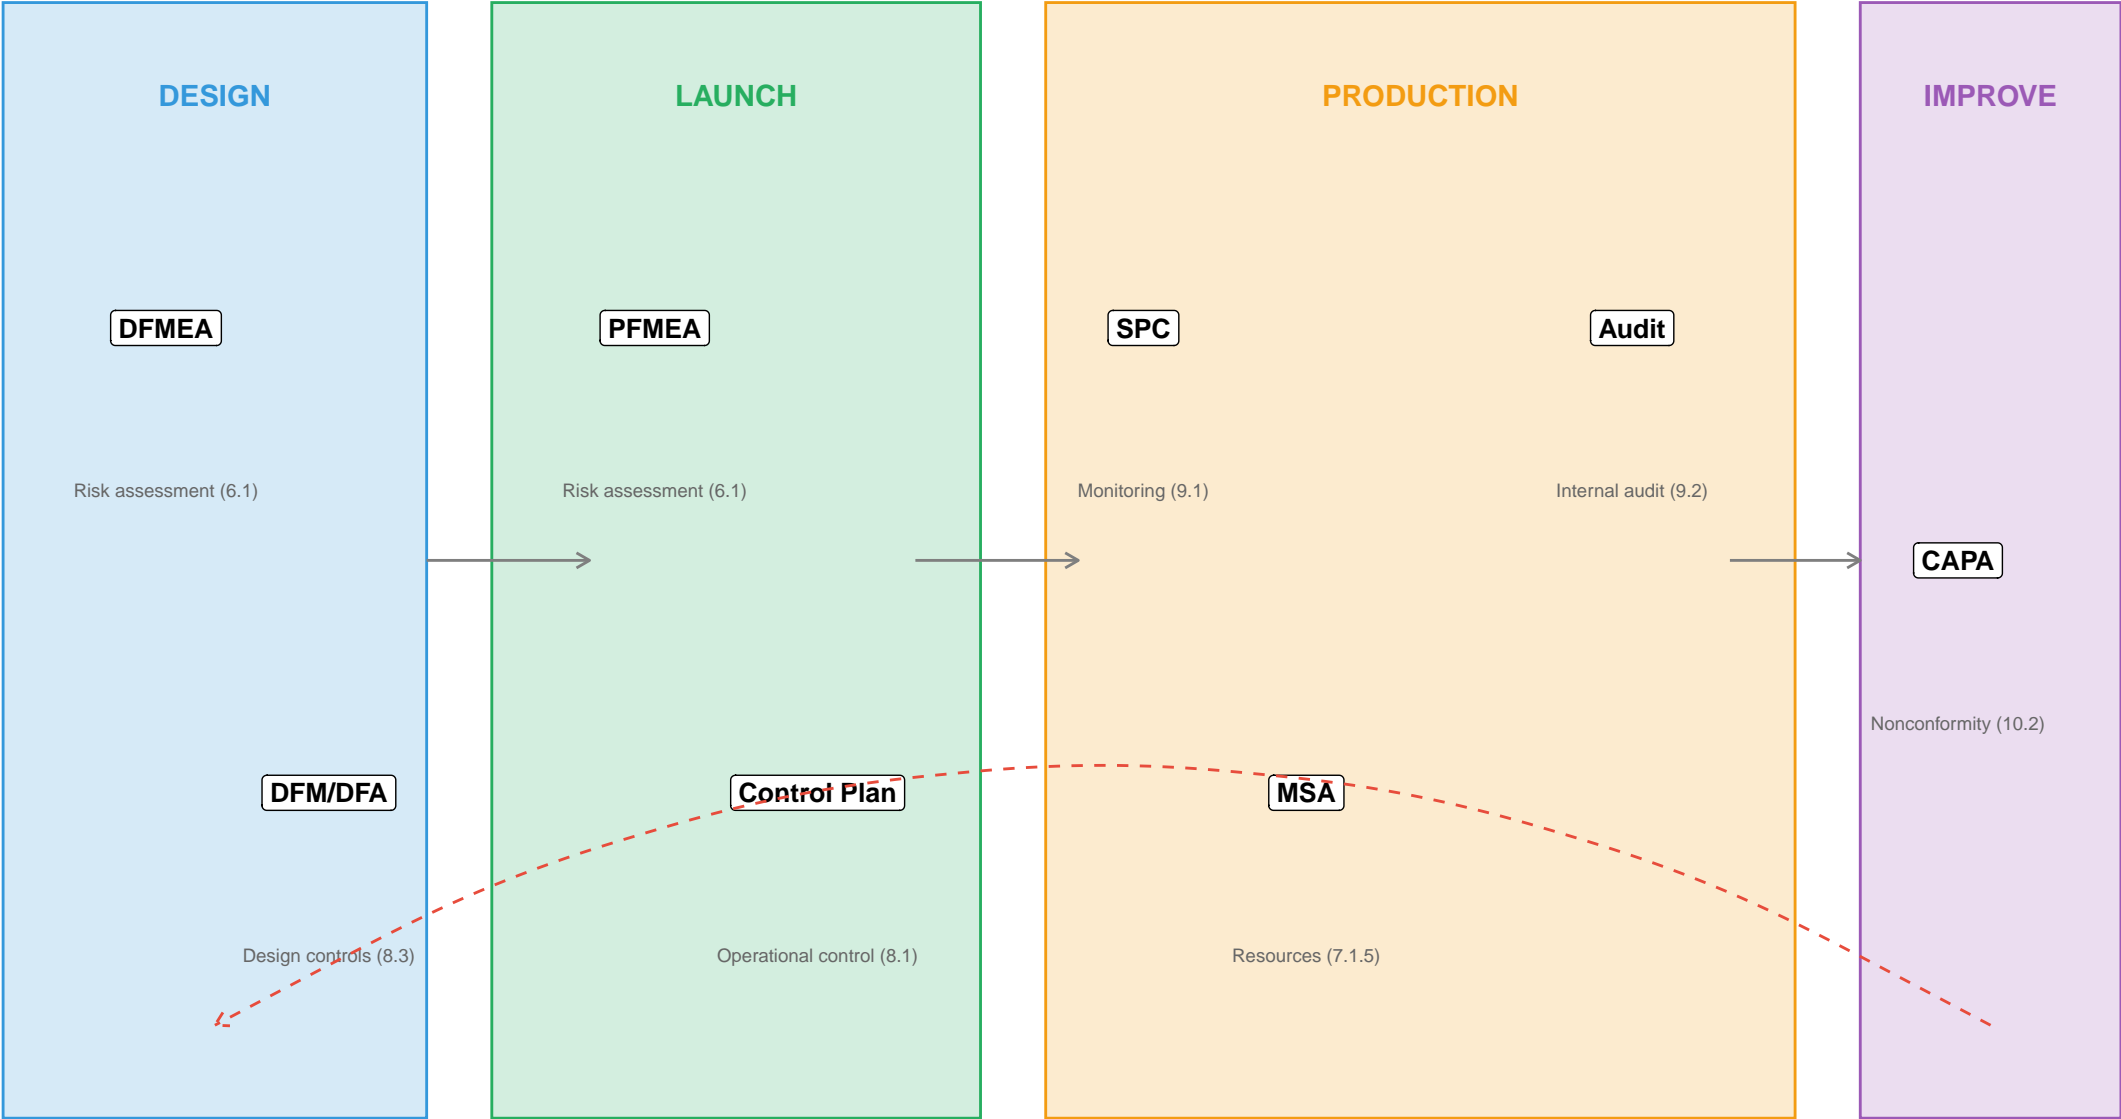 DESIGN
LAUNCH
PRODUCTION
IMPROVE
DFMEA
PFMEA
SPC
Audit
Risk assessment (6.1)
Risk assessment (6.1)
Monitoring (9.1)
Internal audit (9.2)
CAPA
Nonconformity (10.2)
DFM/DFA
Control Plan
MSA
Design controls (8.3)
Operational control (8.1)
Resources (7.1.5)